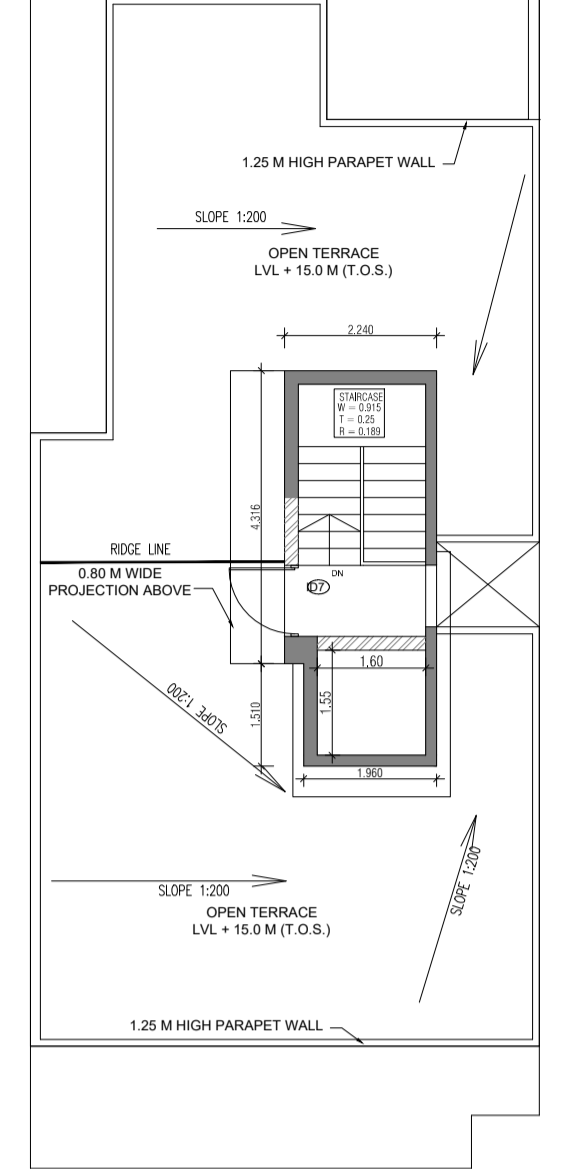 1.25 M HIGH PARAPET WALL
SLOPE 1:200
OPEN TERRACE
LVL + 15.0 M (T.O.S.)
2.240
STAIRCASE
W = 0.915
T = 0.25
R = 0.189
4.316
RIDGE LINE
0.80 M WIDE
PROJECTION ABOVE
DN
D7
1.60
1.55
SLOPE 1:200
1.510
1.960
SLOPE 1:200
SLOPE 1:200
OPEN TERRACE
LVL + 15.0 M (T.O.S.)
1.25 M HIGH PARAPET WALL